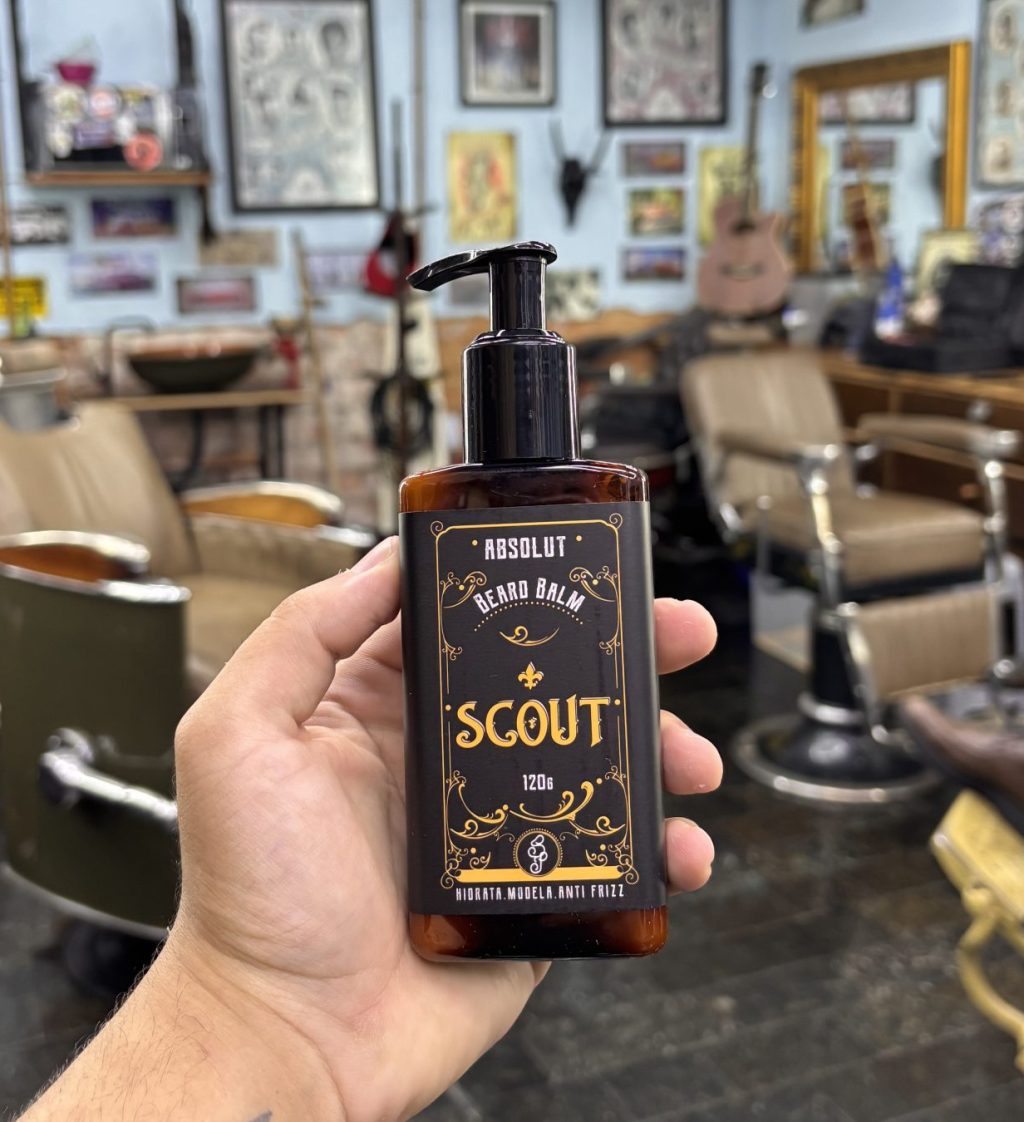 ABSOLUT
BEARD BALM
SCOUT
120G
HIDRATA.MODELA.ANTI FRIZZ